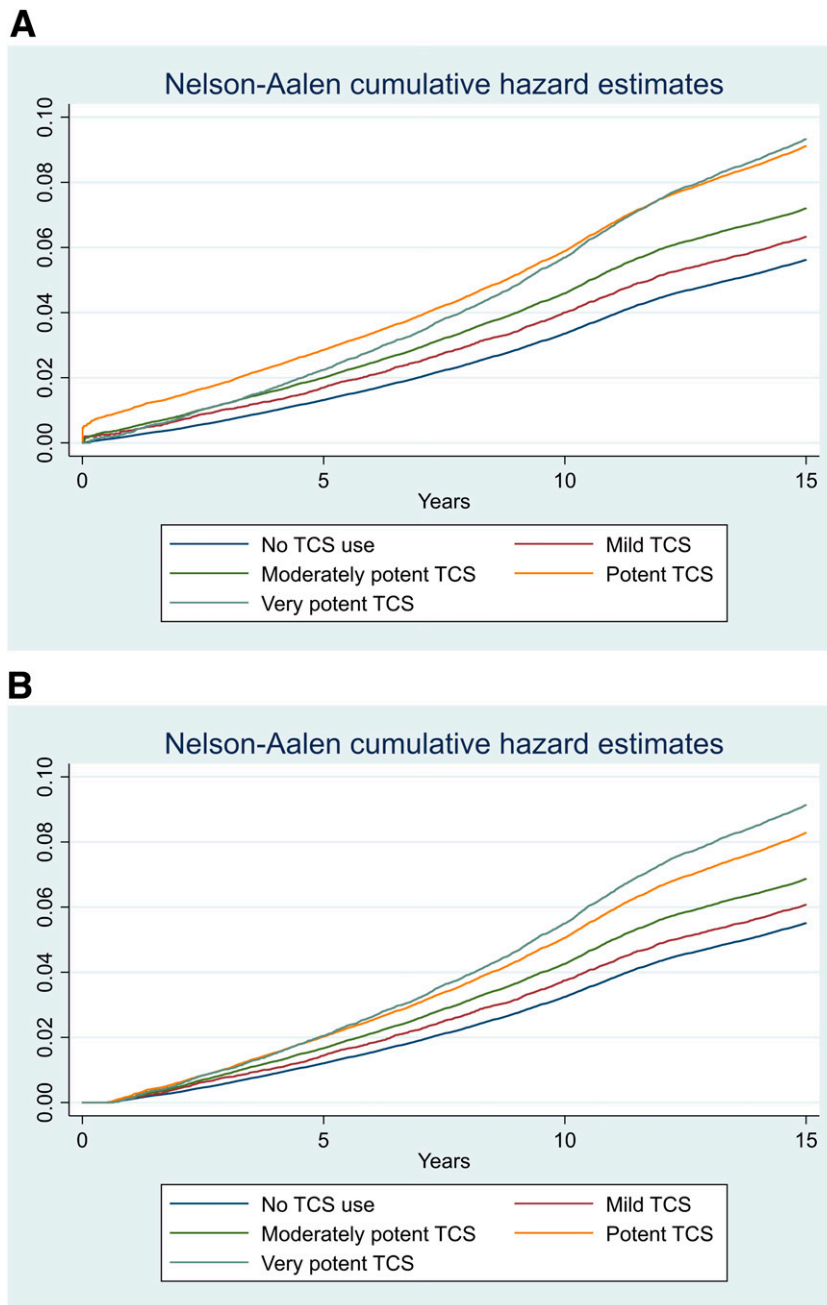 A
Nelson-Aalen cumulative hazard estimates
0.10
0.08
0.06
0.04
0.02
0.00
0 5 10 15
Years
No TCS use Mild TCS
Moderately potent TCS Potent TCS
Very potent TCS
B
Nelson-Aalen cumulative hazard estimates
0.10
0.08
0.06
0.04
0.02
0.00
0 5 10 15
Years
No TCS use Mild TCS
Moderately potent TCS Potent TCS
Very potent TCS